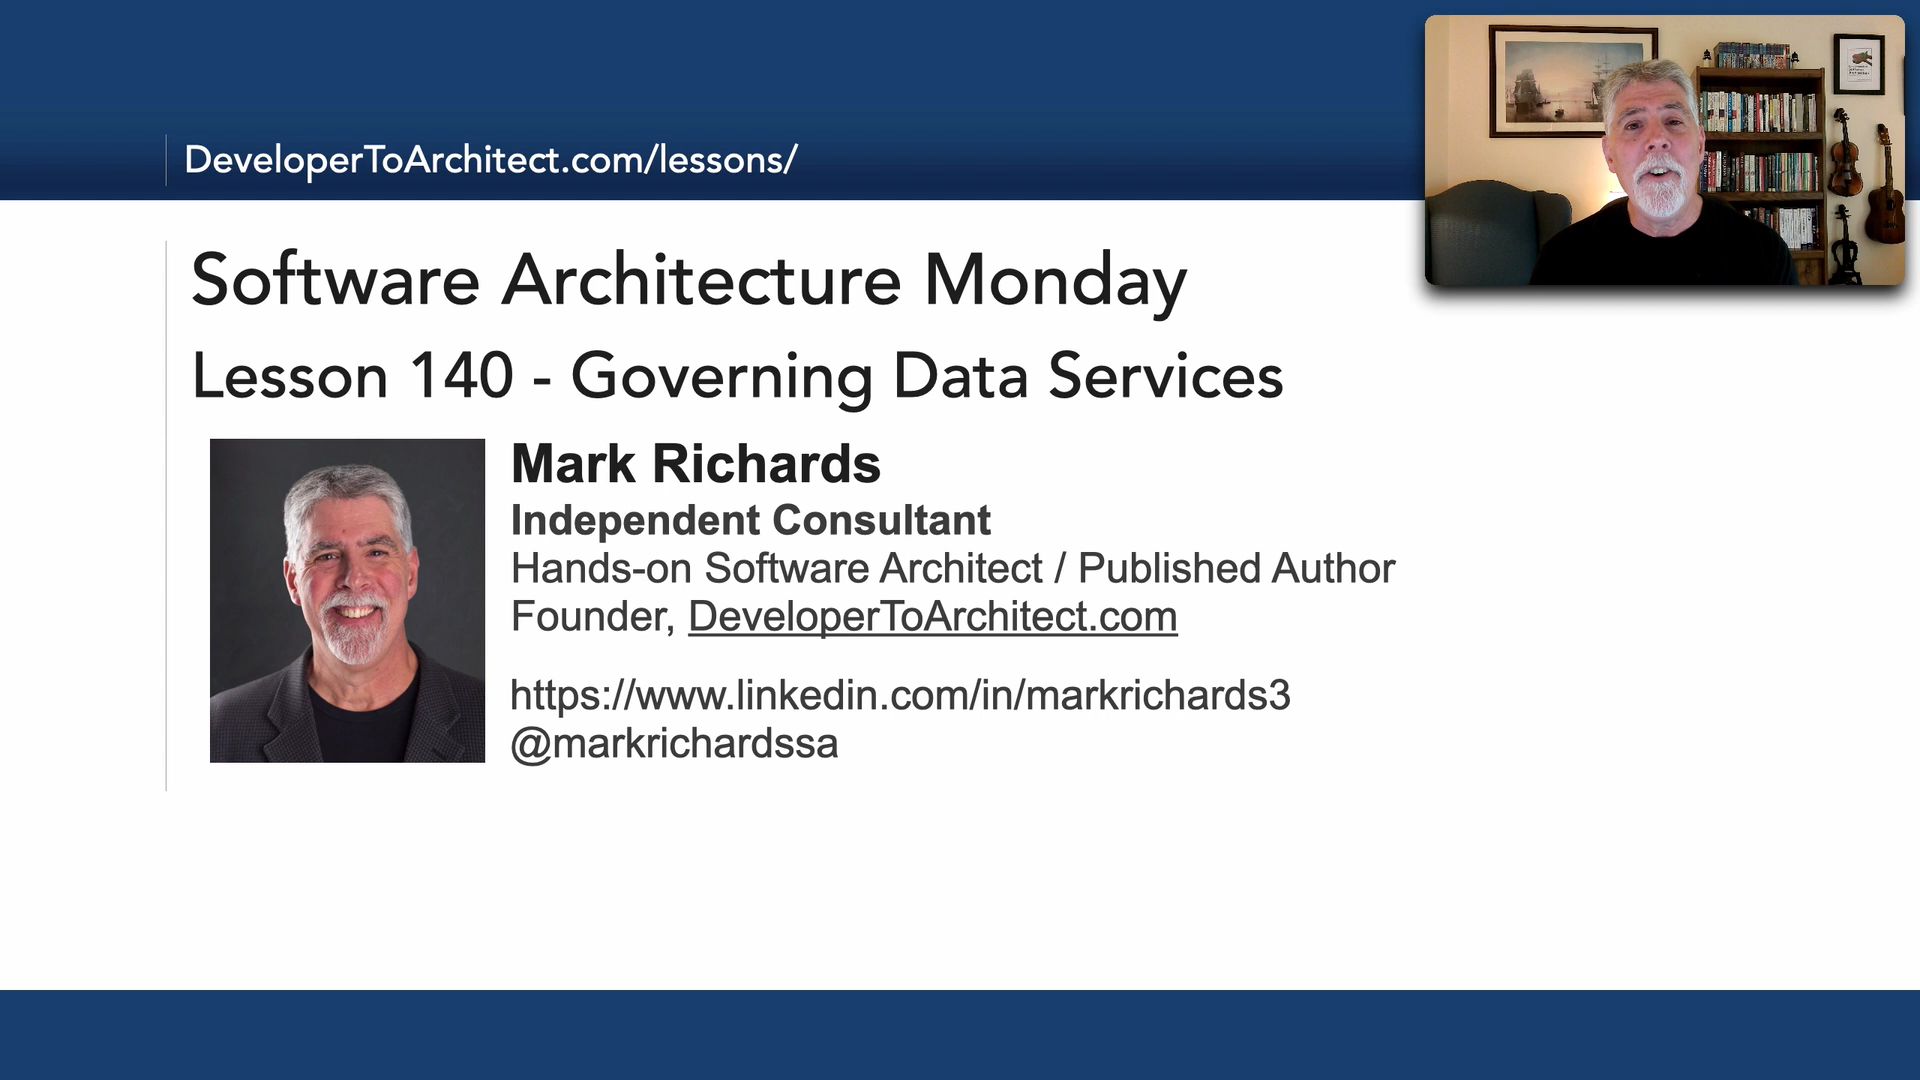 DeveloperToArchitect.com/lessons/
Software Architecture Monday
Lesson 140 - Governing Data Services
Mark Richards
Independent Consultant
Hands-on Software Architect / Published Author
Founder, DeveloperToArchitect.com
https://www.linkedin.com/in/markrichards3
@markrichardssa